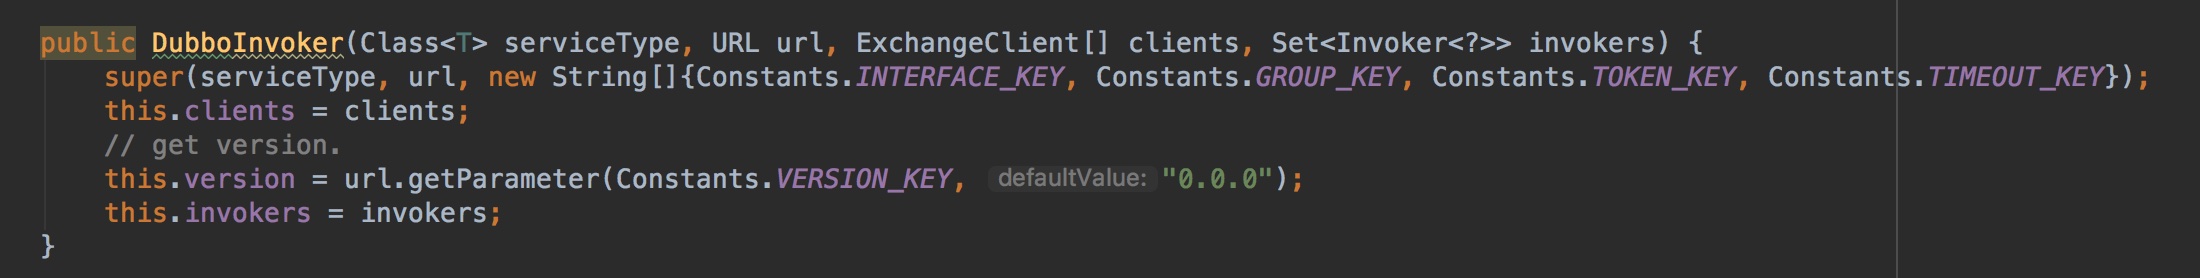 public DubboInvoker(Class<T> serviceType, URL url, ExchangeClient[] clients, Set<Invoker<?>> invokers) {
    super(serviceType, url, new String[]{Constants.INTERFACE_KEY, Constants.GROUP_KEY, Constants.TOKEN_KEY, Constants.TIMEOUT_KEY});
    this.clients = clients;
    // get version.
    this.version = url.getParameter(Constants.VERSION_KEY, defaultValue: "0.0.0");
    this.invokers = invokers;
}